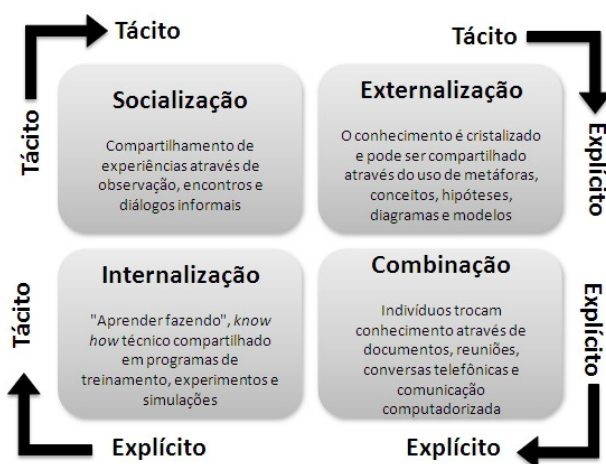 Tácito
Tácito
Tácito
Explícito
Socialização
Compartilhamento de
experiências através de
observação, encontros e
diálogos informais
Externalização
O conhecimento é cristalizado
e pode ser compartilhado
através do uso de metáforas,
conceitos, hipóteses,
diagramas e modelos
Tácito
Explícito
Internalização
"Aprender fazendo", know
how técnico compartilhado
em programas de
treinamento, experimentos e
simulações
Explícito
Combinação
Indivíduos trocam
conhecimento através de
documentos, reuniões,
conversas telefônicas e
comunicação
computadorizada
Explícito